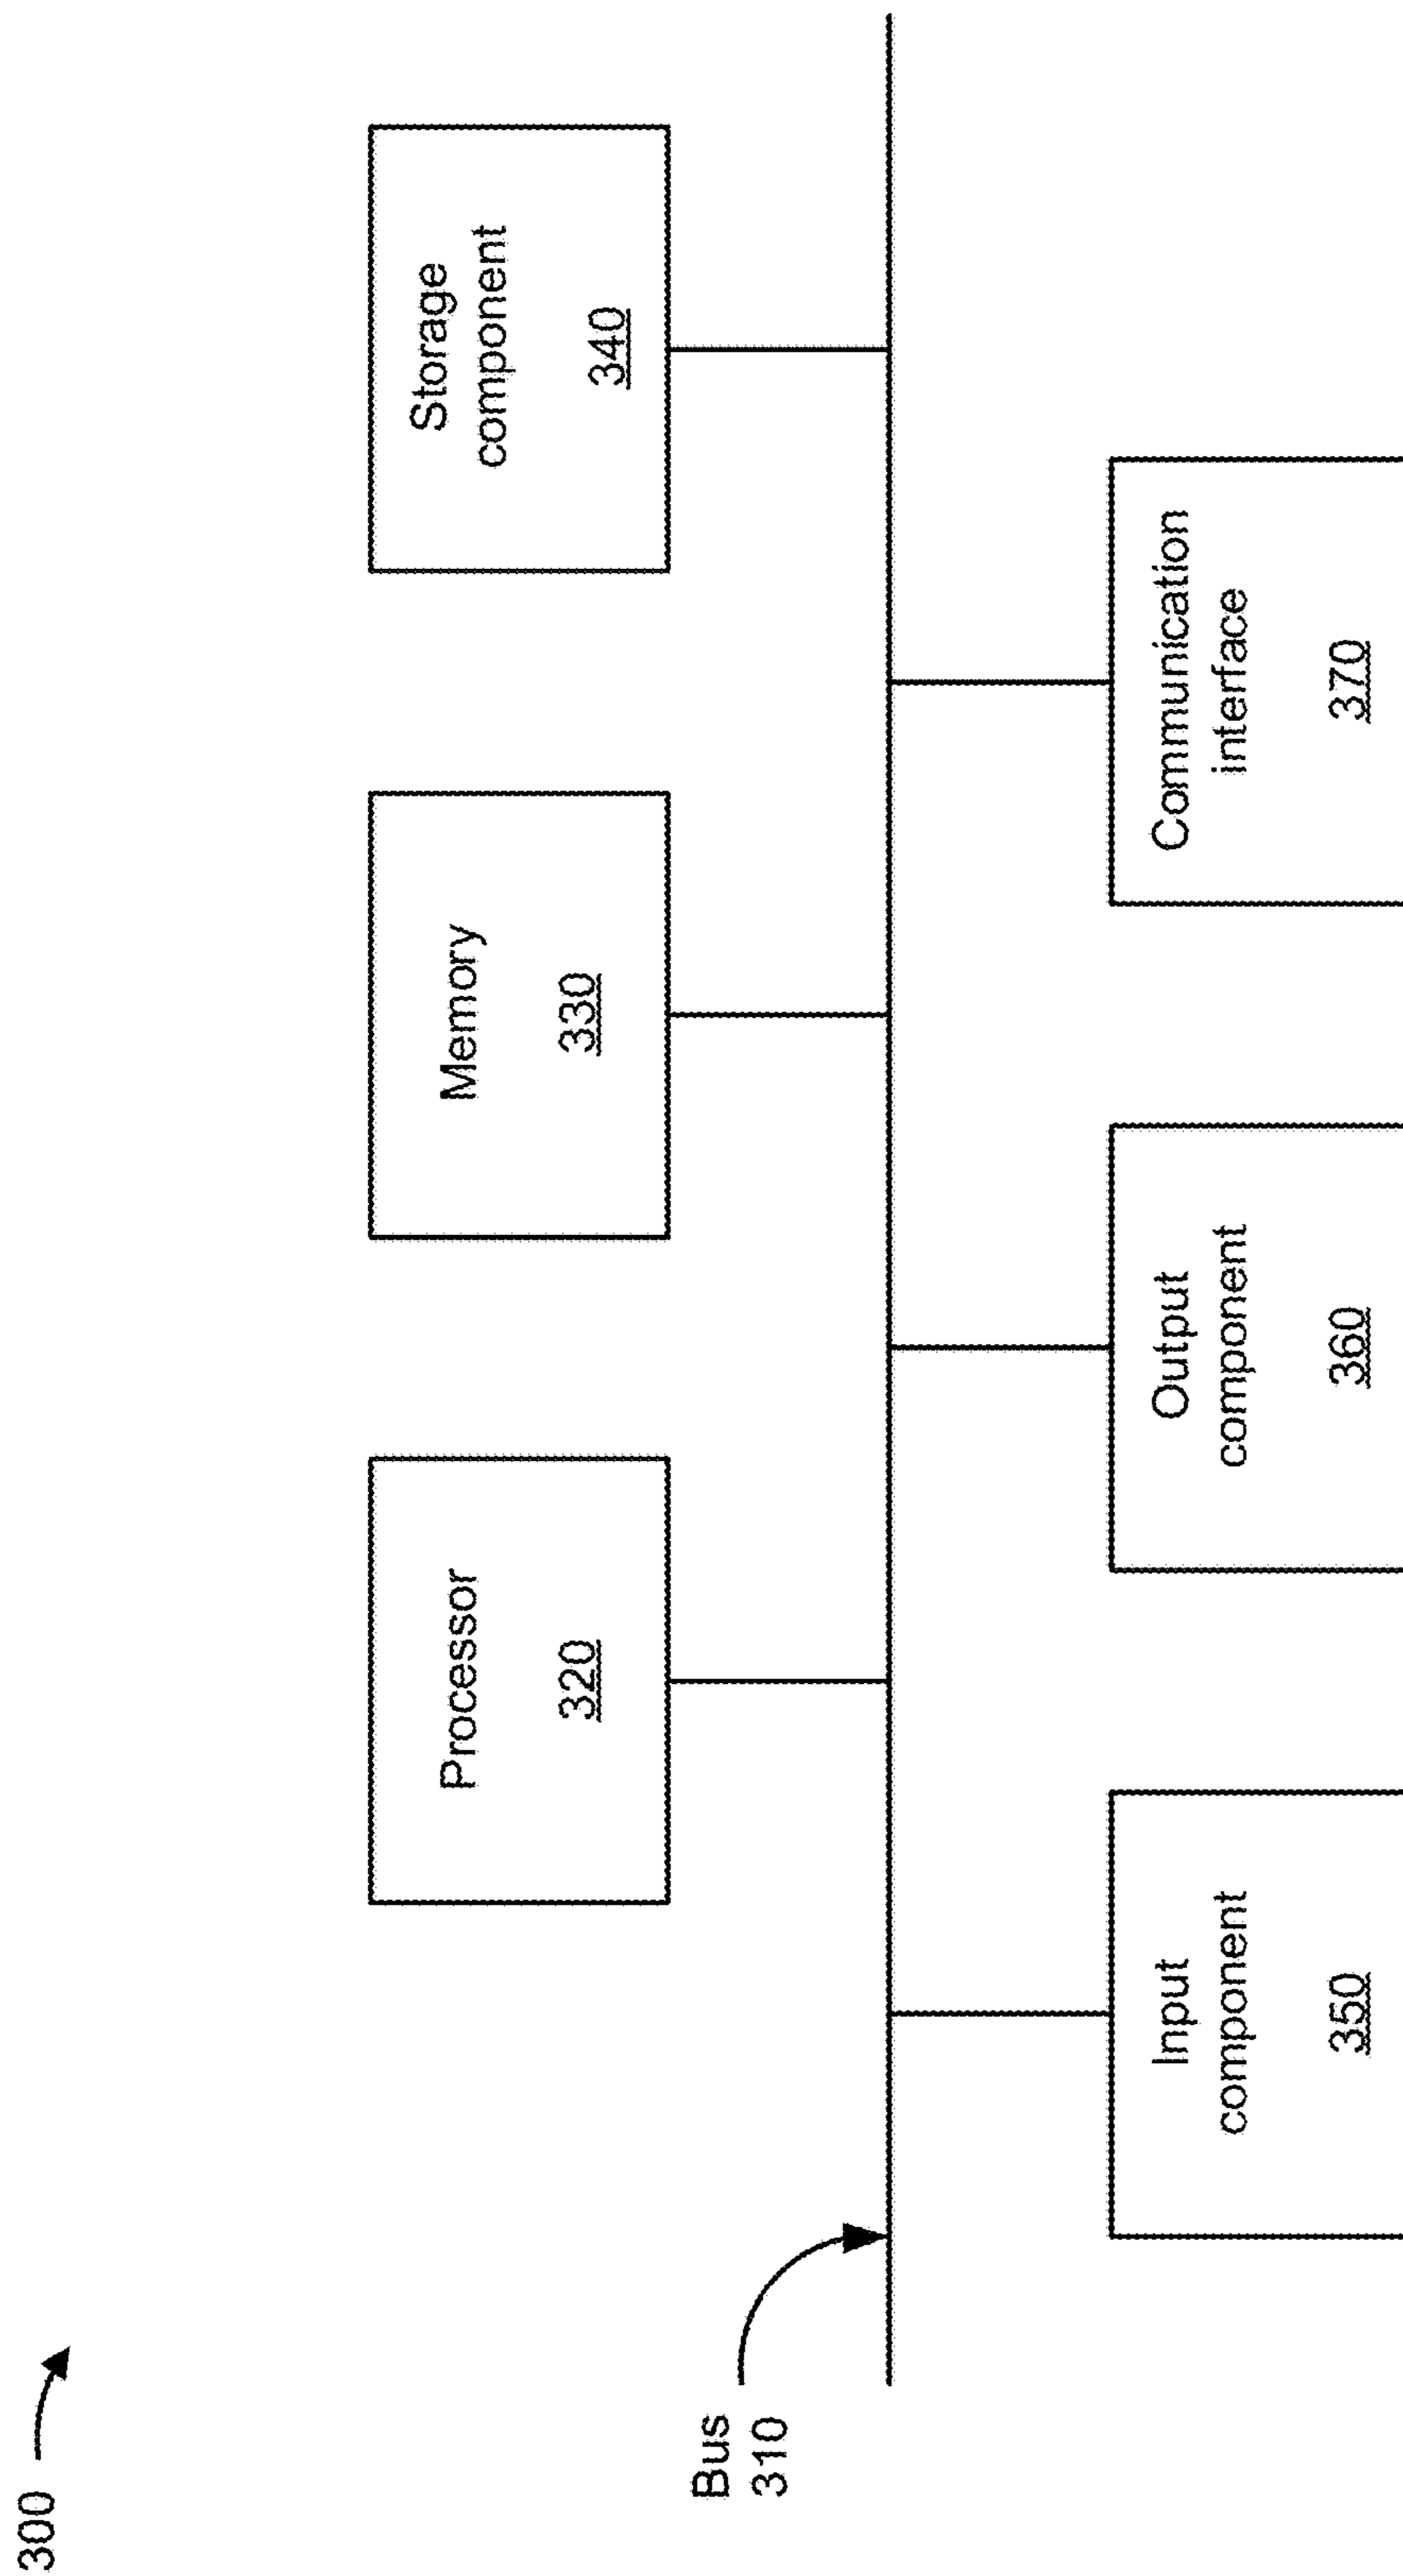 300
Processor
320
Memory
330
Storage
component
340
Bus
310
Input
component
350
Output
component
360
Communication
interface
370